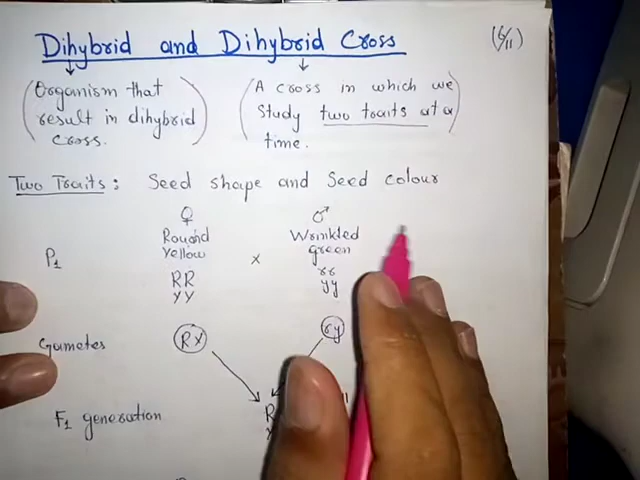 Dihybrid and Dihybrid Cross
(6/11)
Organism that
result in dihybrid
cross.
A cross in which we
study two traits at a
time.
Two Traits: Seed shape and Seed colour
♀ ♂
Round Wrinkled
Yellow green
P1 x
RR rr
YY yy
Gametes RY ry
F1 generation R